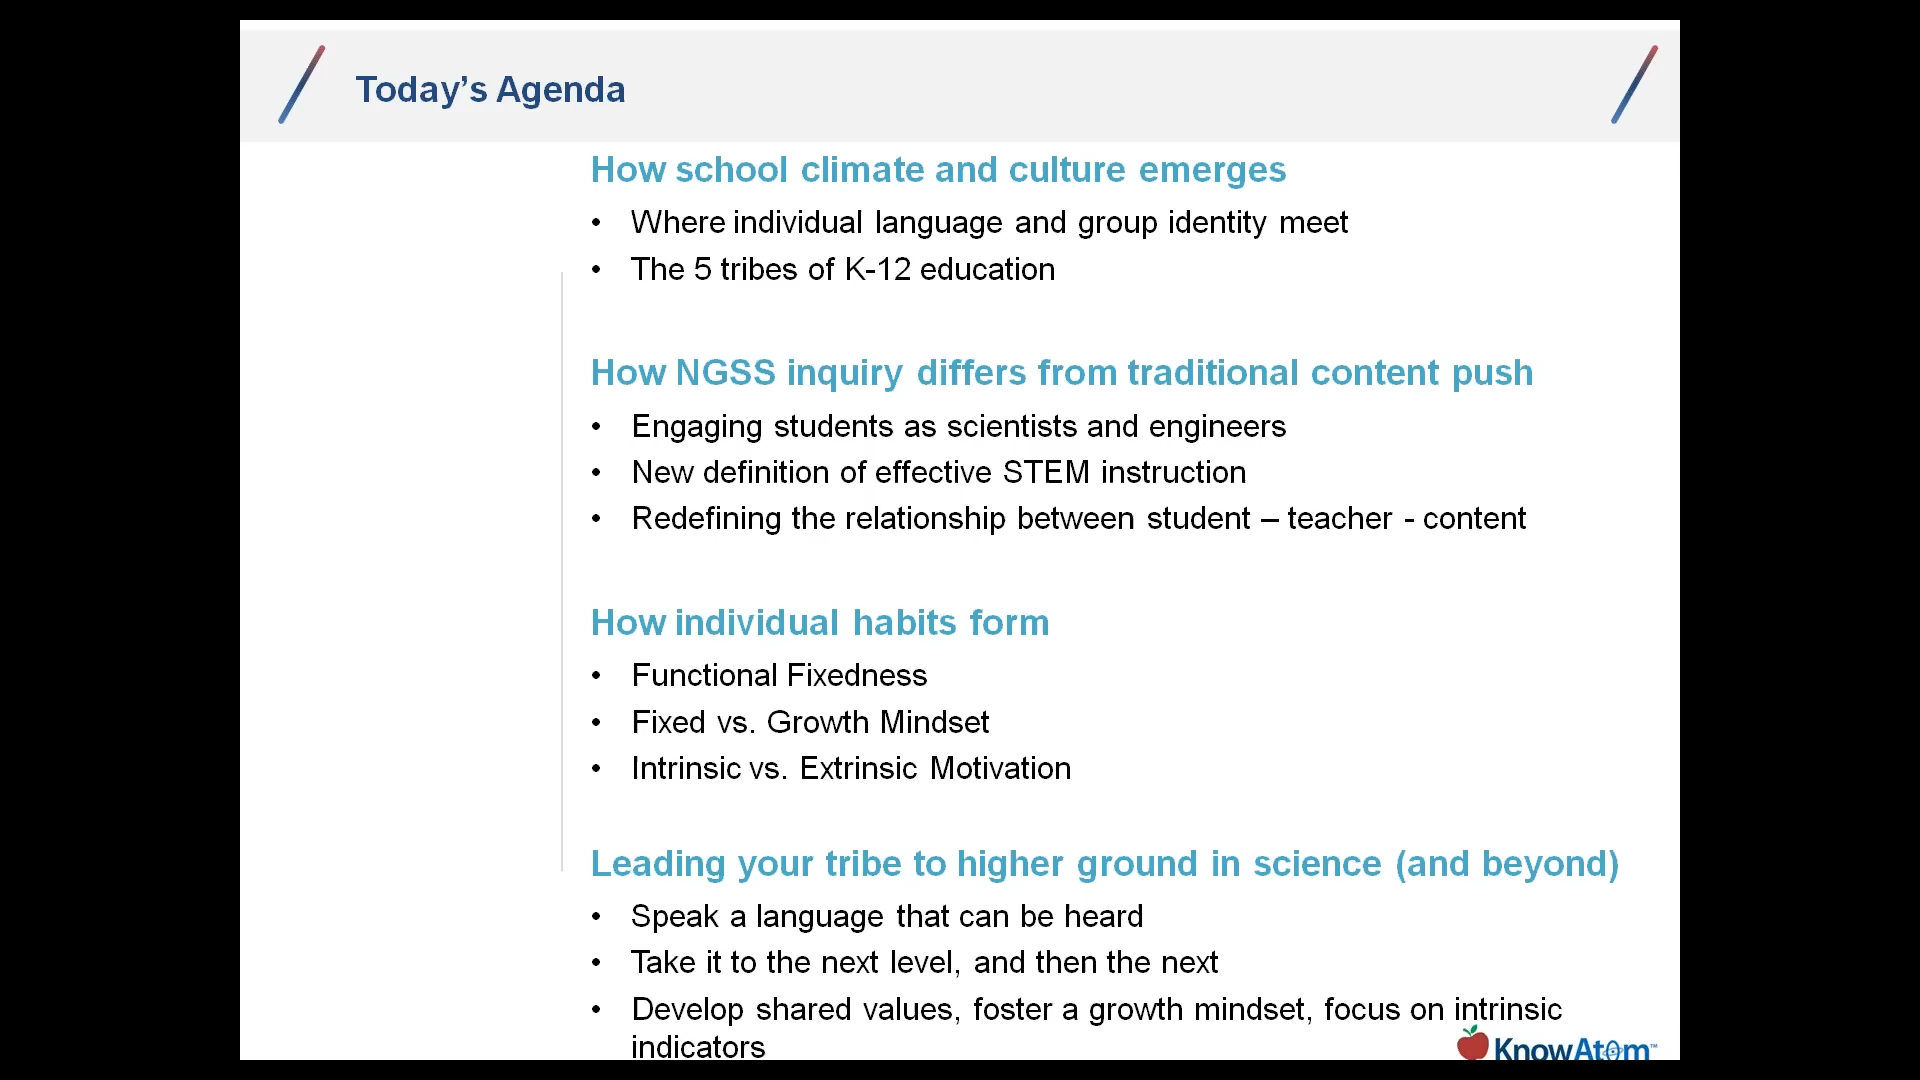 Today’s Agenda
How school climate and culture emerges
• Where individual language and group identity meet
• The 5 tribes of K-12 education
How NGSS inquiry differs from traditional content push
• Engaging students as scientists and engineers
• New definition of effective STEM instruction
• Redefining the relationship between student – teacher - content
How individual habits form
• Functional Fixedness
• Fixed vs. Growth Mindset
• Intrinsic vs. Extrinsic Motivation
Leading your tribe to higher ground in science (and beyond)
• Speak a language that can be heard
• Take it to the next level, and then the next
• Develop shared values, foster a growth mindset, focus on intrinsic
indicators
KnowAtom™